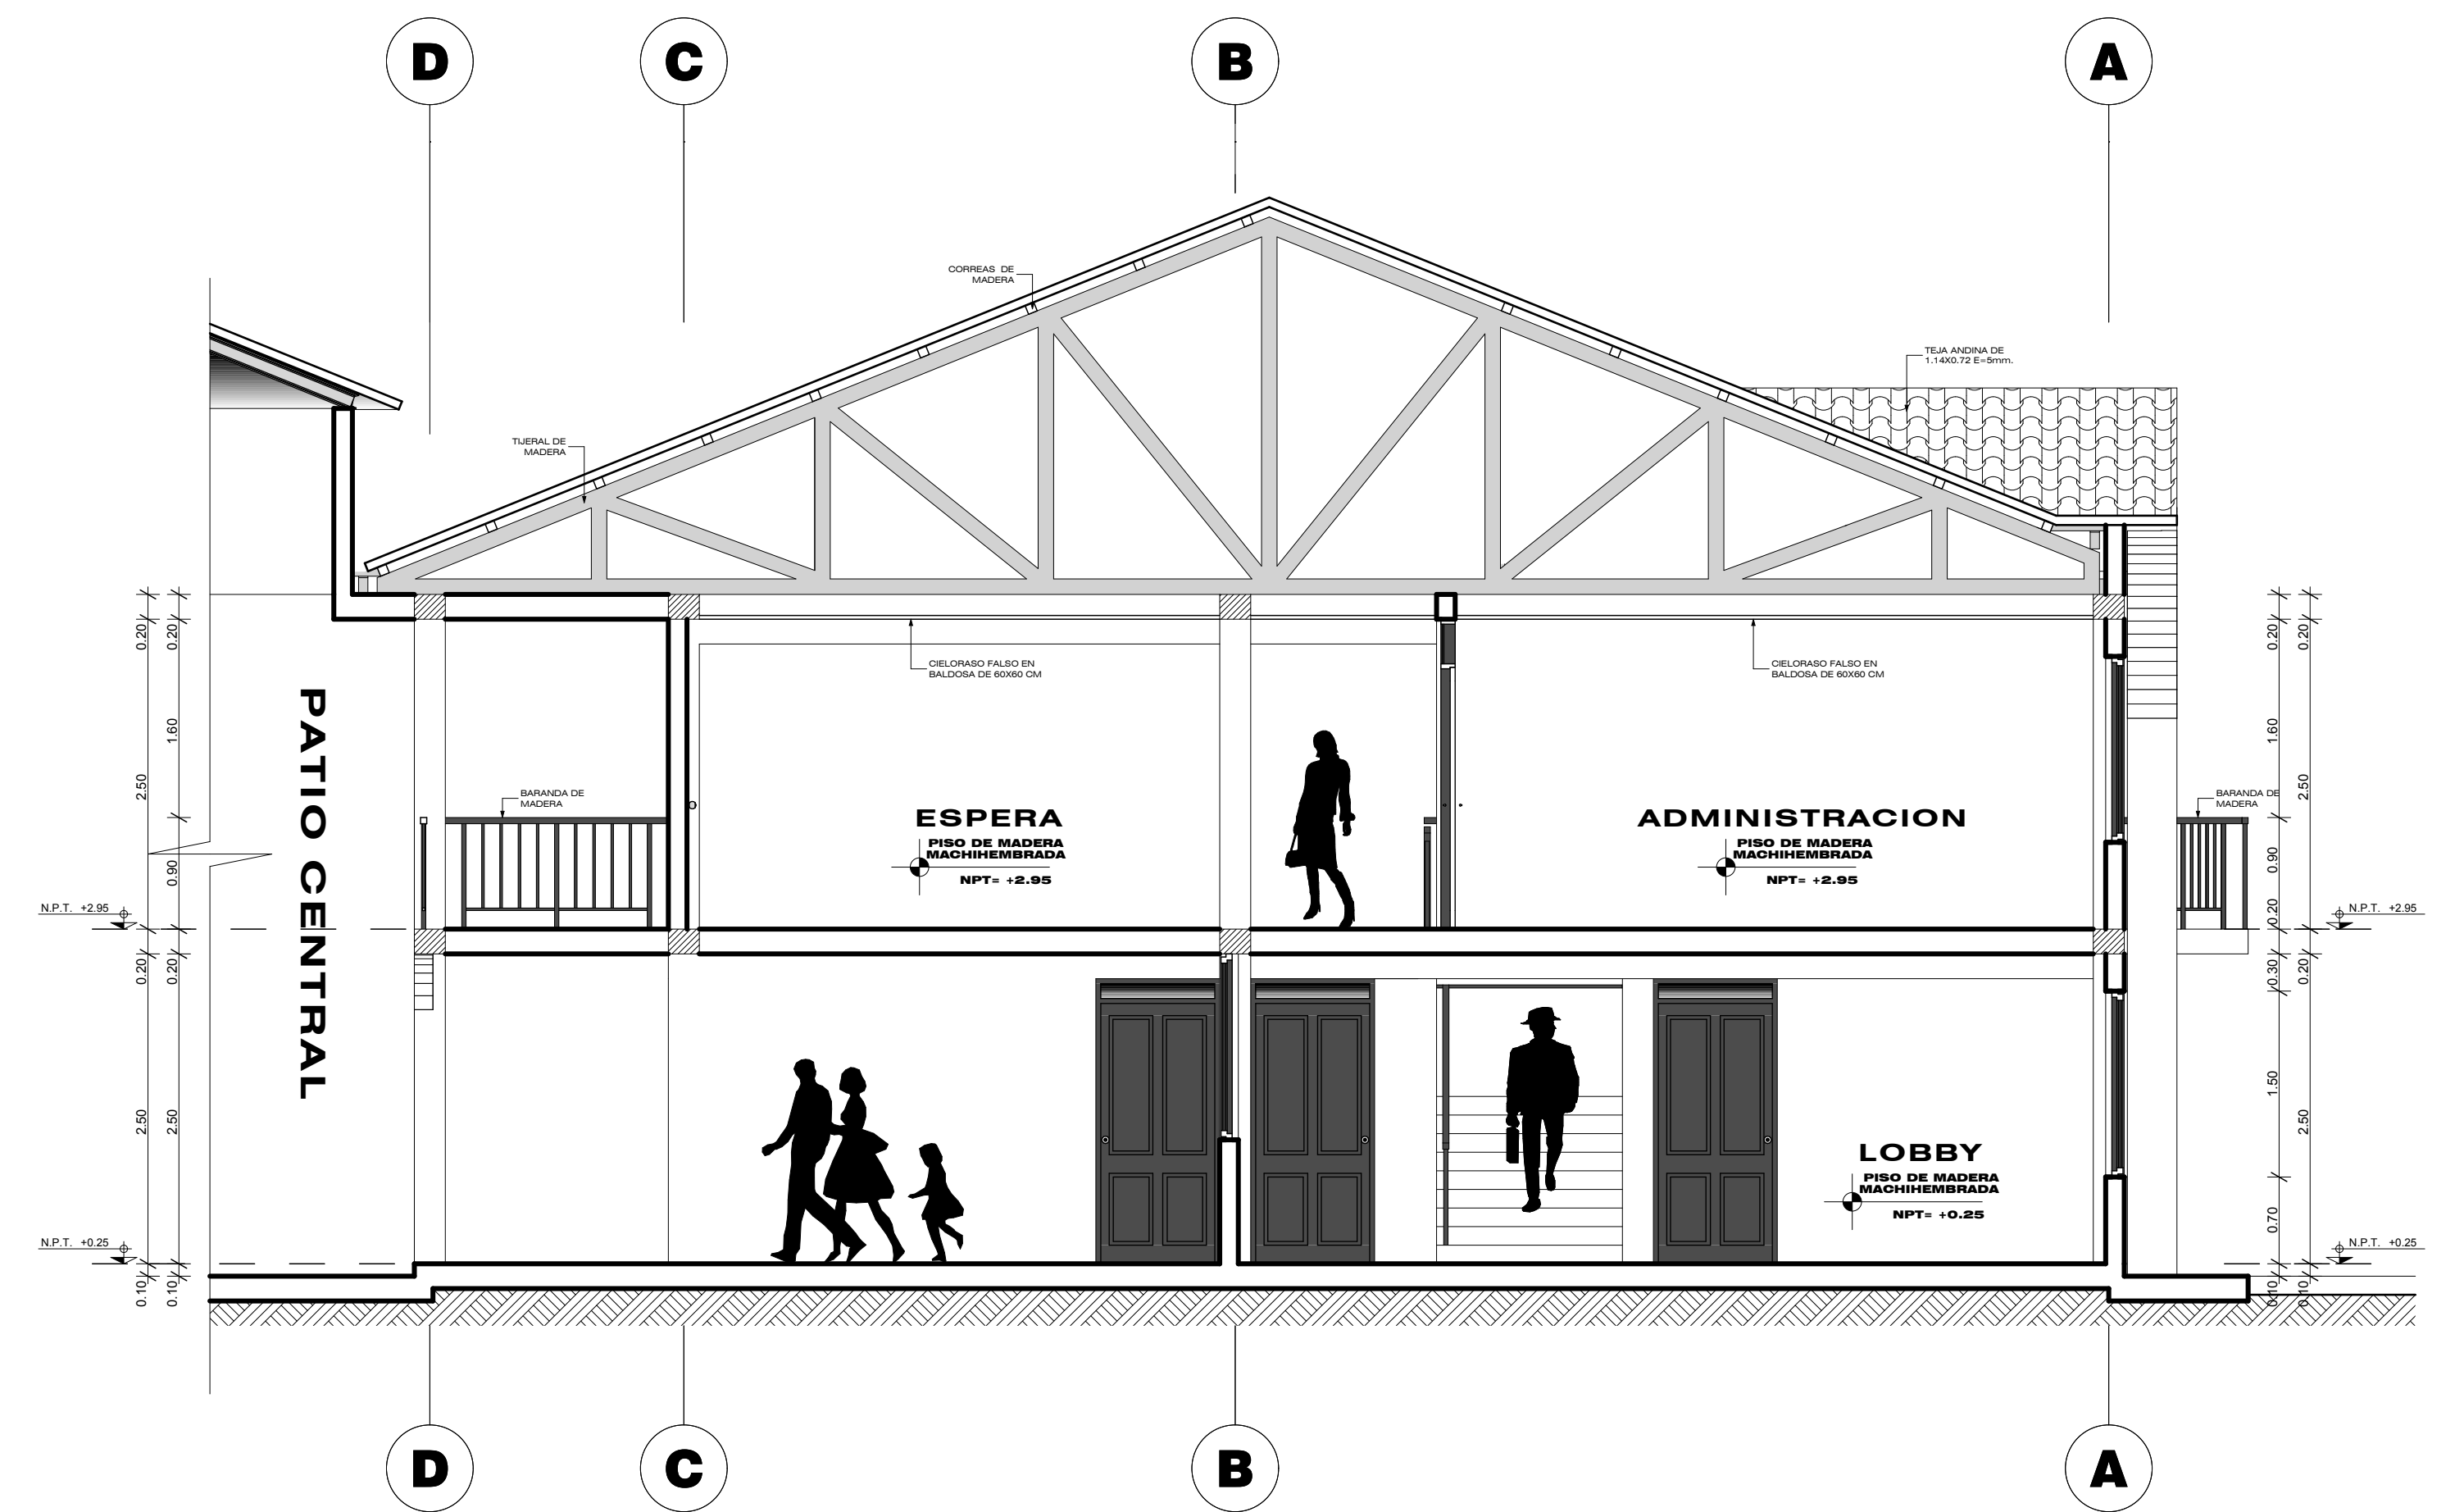 D
C
B
A
CORREAS DE
MADERA
TEJA ANDINA DE
1.14X0.72 E=5mm.
TIJERAL DE
MADERA
0.20
0.20
0.20
0.20
CIELORASO FALSO EN
BALDOSA DE 60X60 CM
CIELORASO FALSO EN
BALDOSA DE 60X60 CM
PATIO CENTRAL
2.50
1.60
1.60
2.50
BARANDA DE
MADERA
BARANDA DE
MADERA
ESPERA
PISO DE MADERA
MACHIHEMBRADA
NPT= +2.95
ADMINISTRACION
PISO DE MADERA
MACHIHEMBRADA
NPT= +2.95
0.90
0.90
N.P.T. +2.95
0.20
N.P.T. +2.95
0.20
0.20
0.30
0.20
2.50
2.50
1.50
2.50
LOBBY
PISO DE MADERA
MACHIHEMBRADA
NPT= +0.25
0.70
N.P.T. +0.25
N.P.T. +0.25
0.10
0.10
0.10
0.10
D
C
B
A